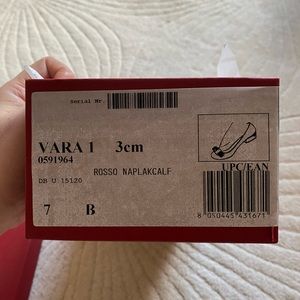 Serial Nr.
VARA 1 3cm
0591964
ROSSO NAPLAKCALF
DB U 15120
UPC/EAN
7 B
8 050445 431671